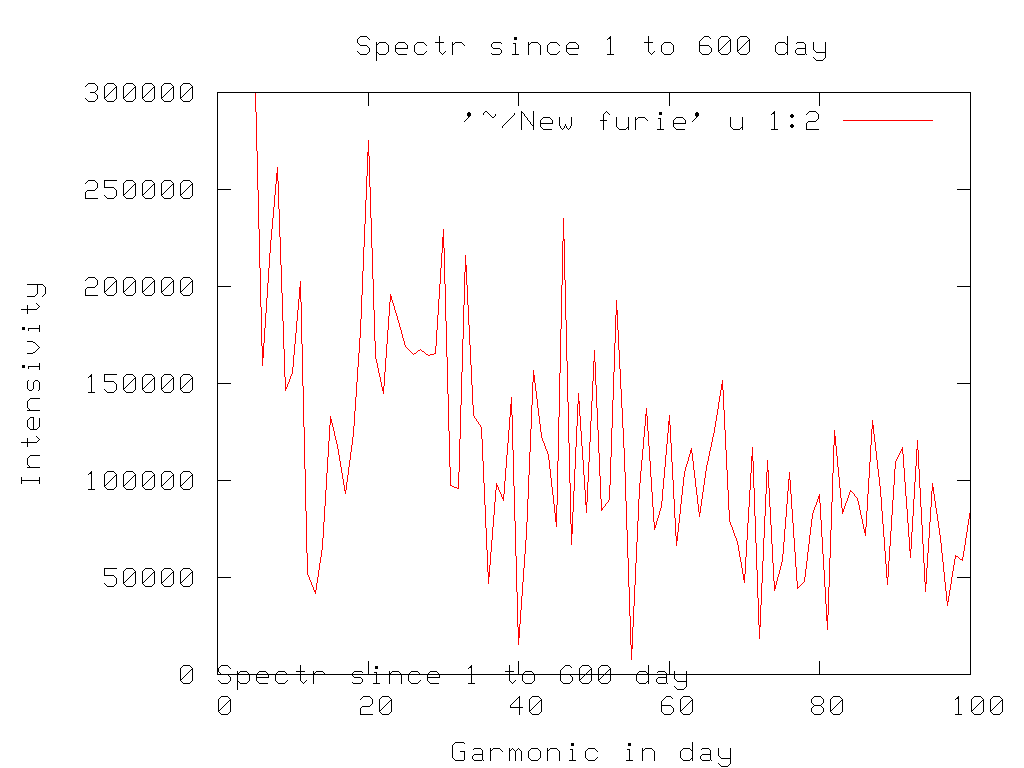 Spectr since 1 to 600 day
300000
'~/New furie' u 1:2
250000
200000
Intensivity
150000
100000
50000
0
Spectr since 1 to 600 day
0 20 40 60 80 100
Garmonic in day